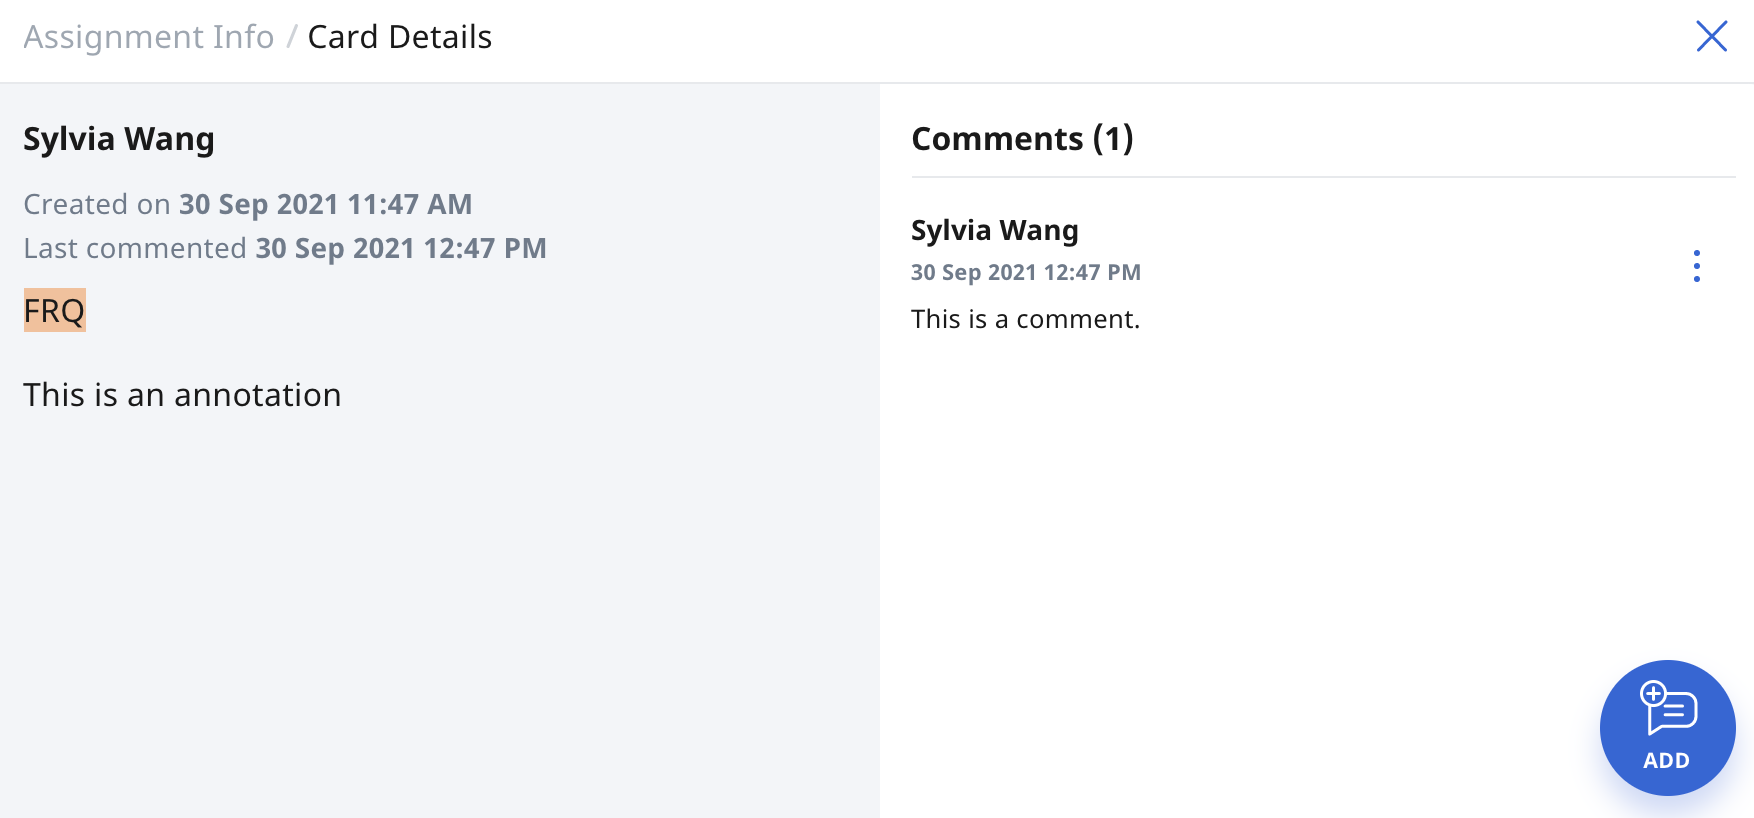 Assignment Info / Card Details
Sylvia Wang
Created on 30 Sep 2021 11:47 AM
Last commented 30 Sep 2021 12:47 PM
FRQ
This is an annotation
Comments (1)
Sylvia Wang
30 Sep 2021 12:47 PM
This is a comment.
ADD